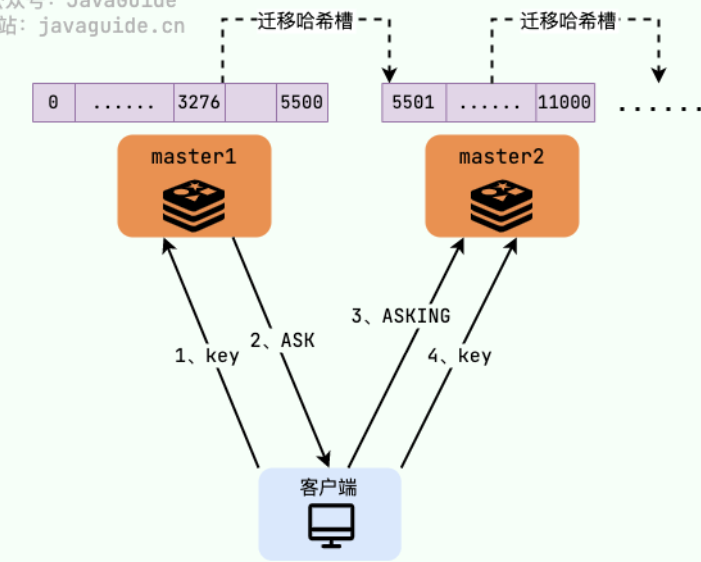 众号: JavaGuide
站: javaguide.cn
迁移哈希槽 迁移哈希槽
0 ...... 3276 5500 5501 ...... 11000 ......
master1 master2
3、ASKING
2、ASK
1、key 4、key
客户端